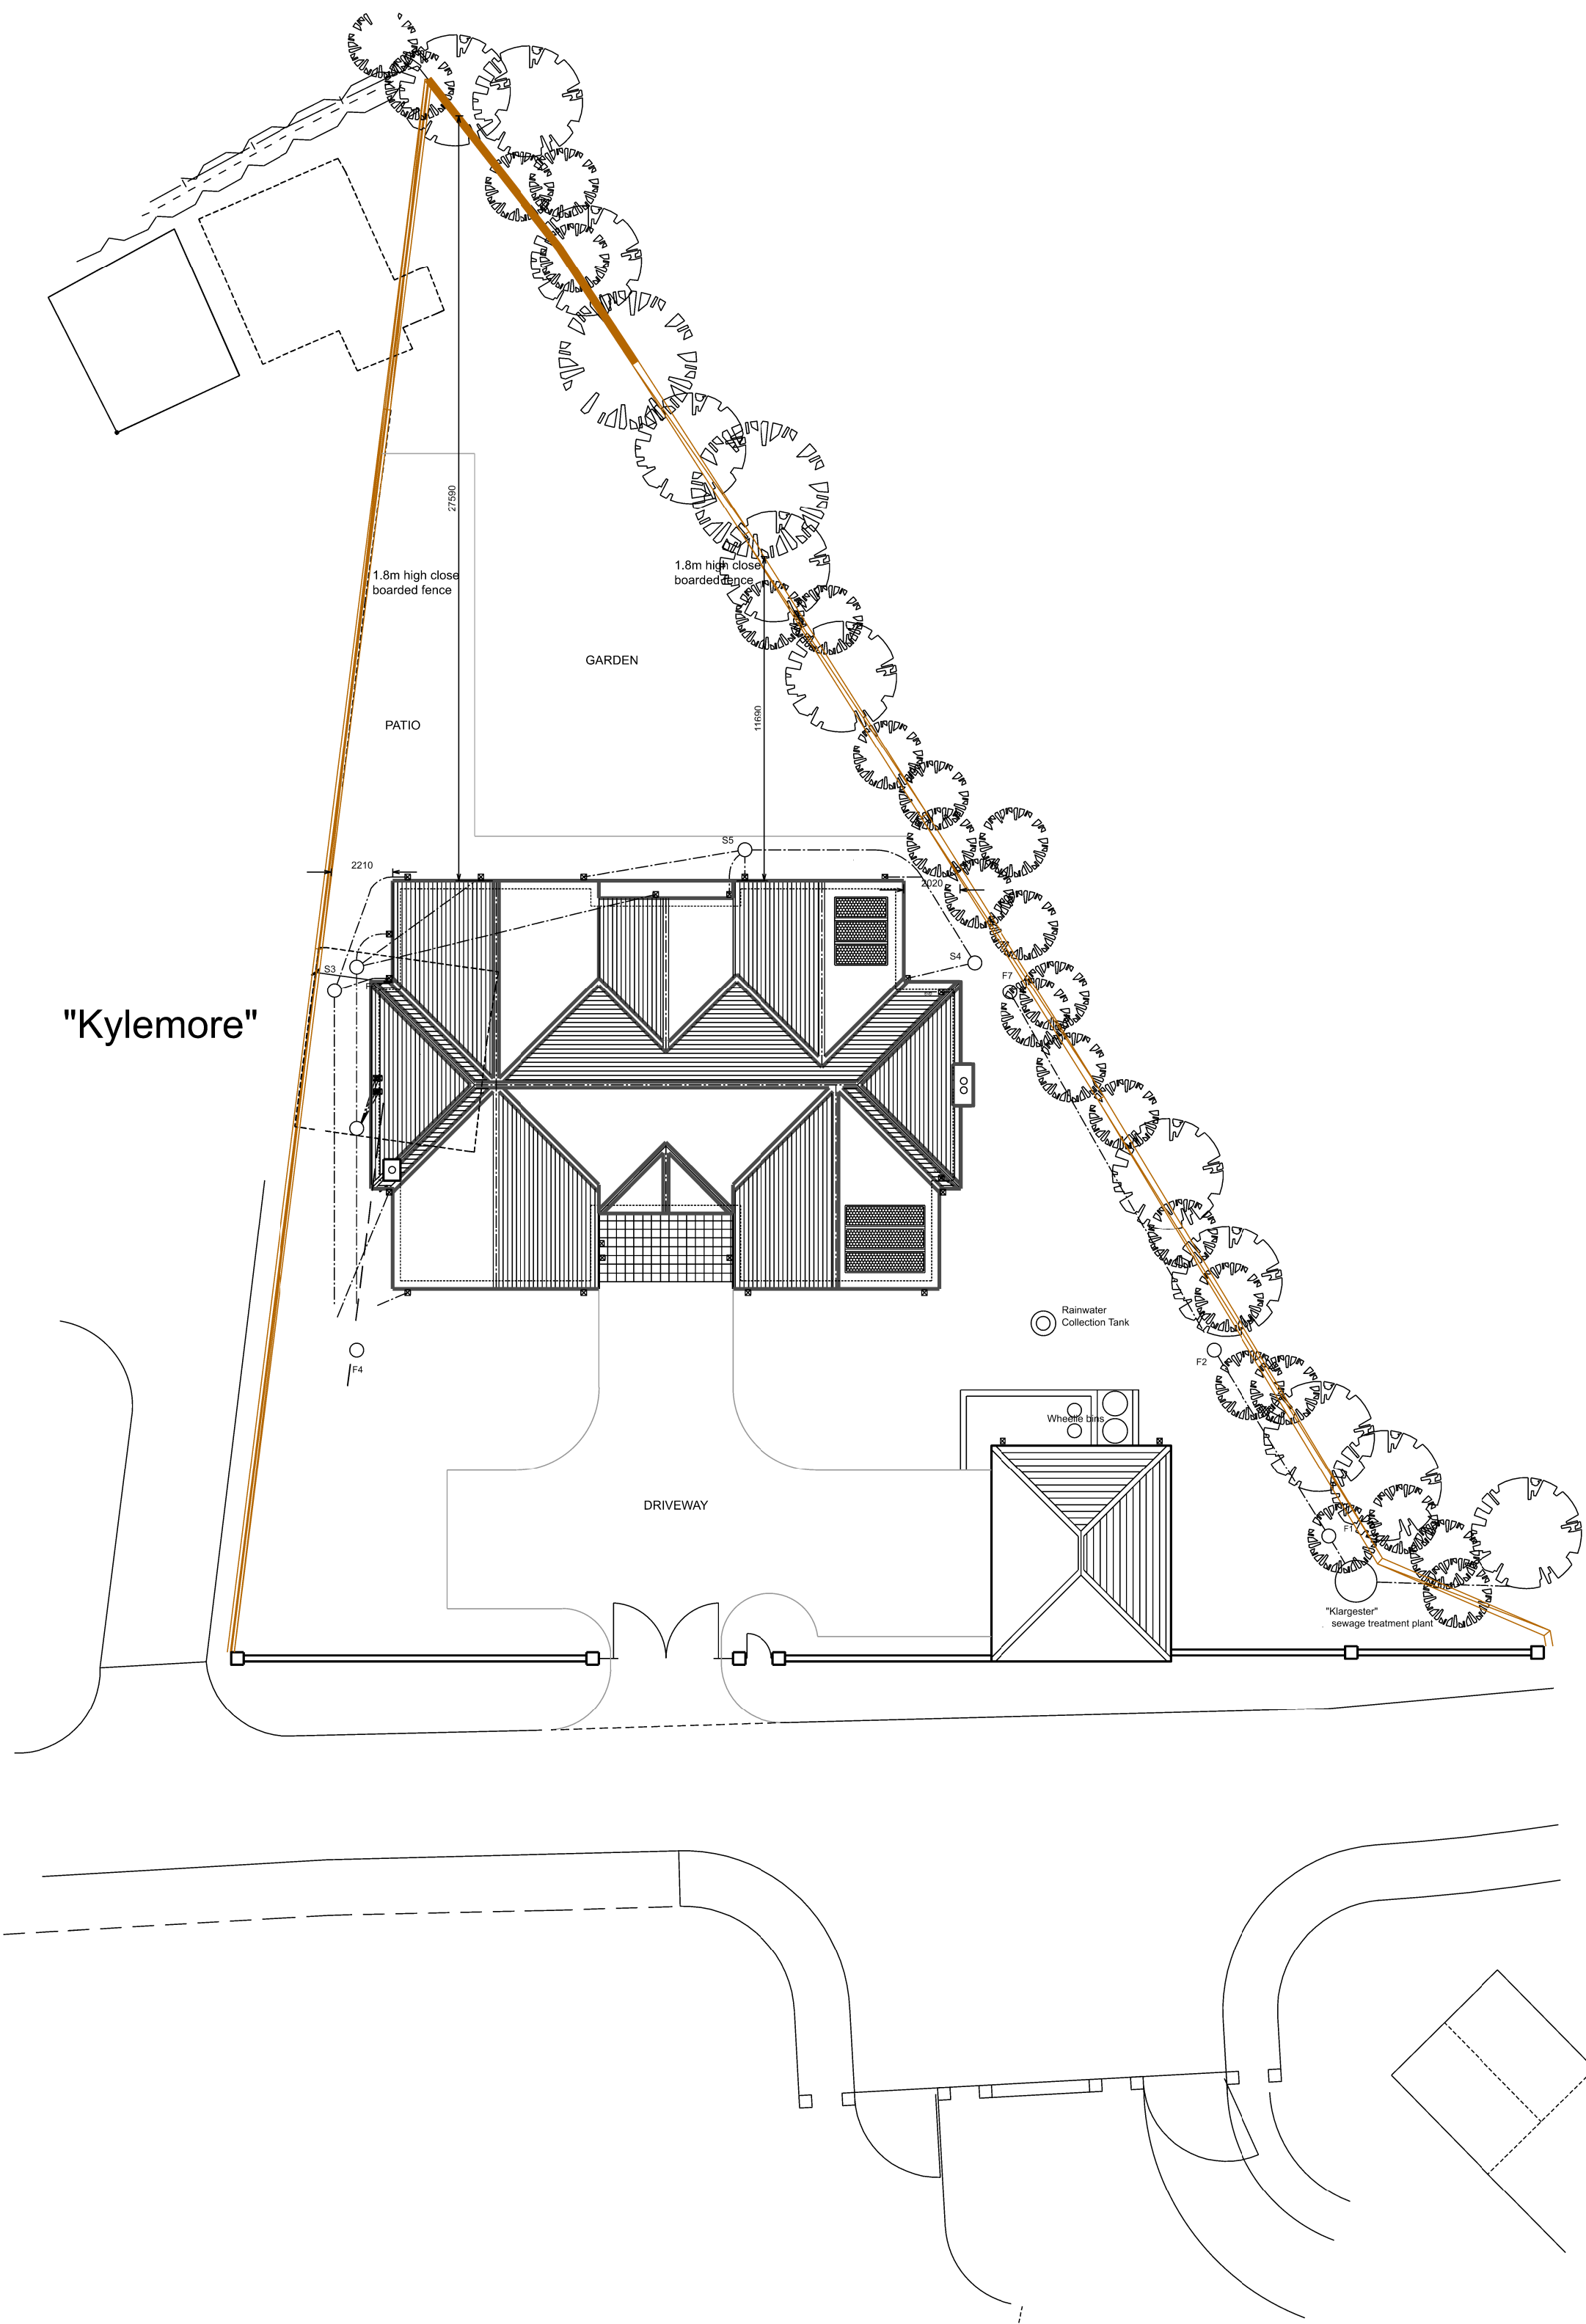 27590
1.8m high close
boarded fence
1.8m high close
boarded fence
GARDEN
PATIO
11690
S5
2210
2020
S3
S4
F7
"Kylemore"
Rainwater
Collection Tank
F4
F2
Wheelie bins
DRIVEWAY
F1
"Klargester"
sewage treatment plant